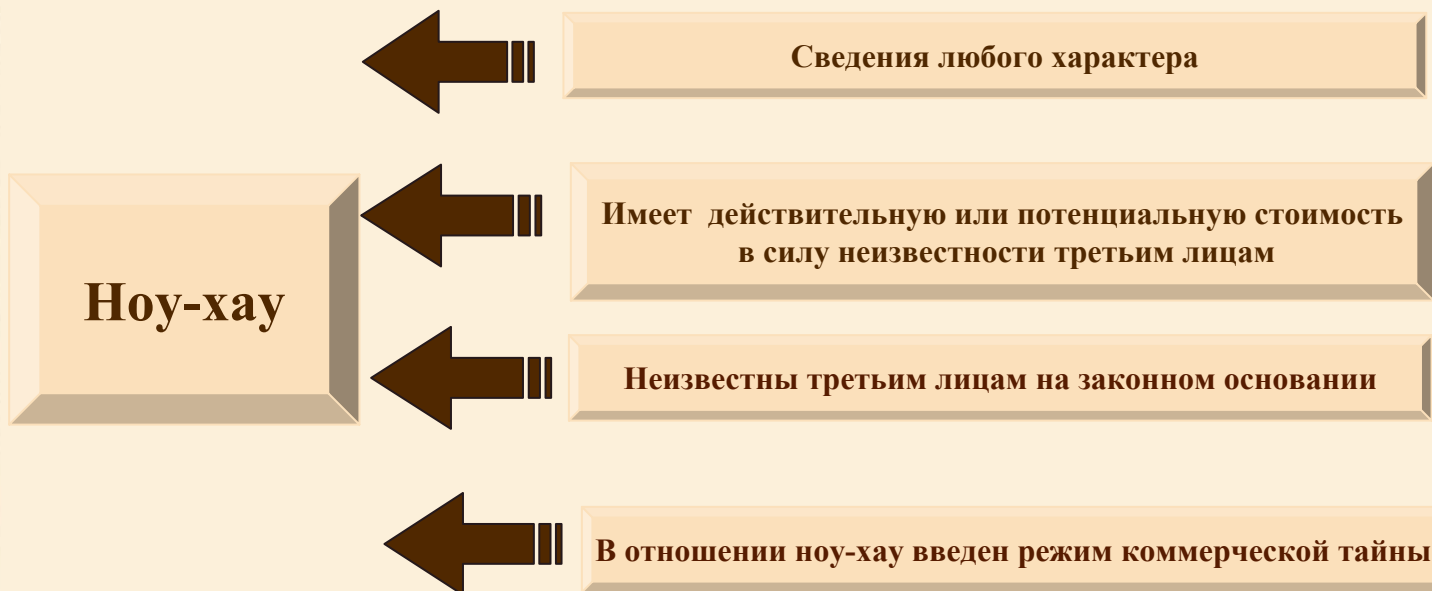 Сведения любого характера
Имеет действительную или потенциальную стоимость
в силу неизвестности третьим лицам
Ноу-хау
Неизвестны третьим лицам на законном основании
В отношении ноу-хау введен режим коммерческой тайны